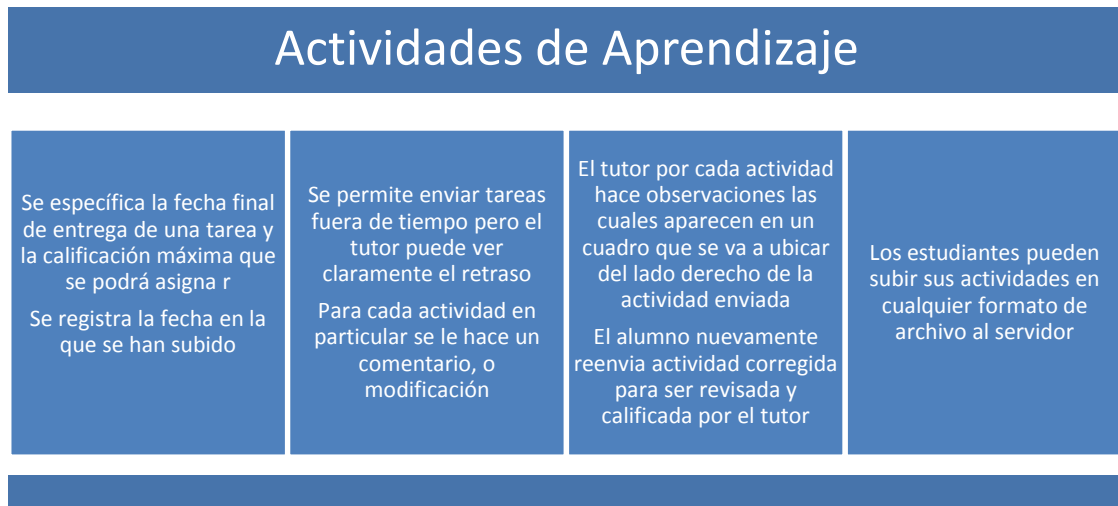 Actividades de Aprendizaje
Se específica la fecha final
de entrega de una tarea y
la calificación máxima que
se podrá asigna r
Se registra la fecha en la
que se han subido
Se permite enviar tareas
fuera de tiempo pero el
tutor puede ver
claramente el retraso
Para cada actividad en
particular se le hace un
comentario, o
modificación
El tutor por cada actividad
hace observaciones las
cuales aparecen en un
cuadro que se va a ubicar
del lado derecho de la
actividad enviada
El alumno nuevamente
reenvia actividad corregida
para ser revisada y
calificada por el tutor
Los estudiantes pueden
subir sus actividades en
cualquier formato de
archivo al servidor